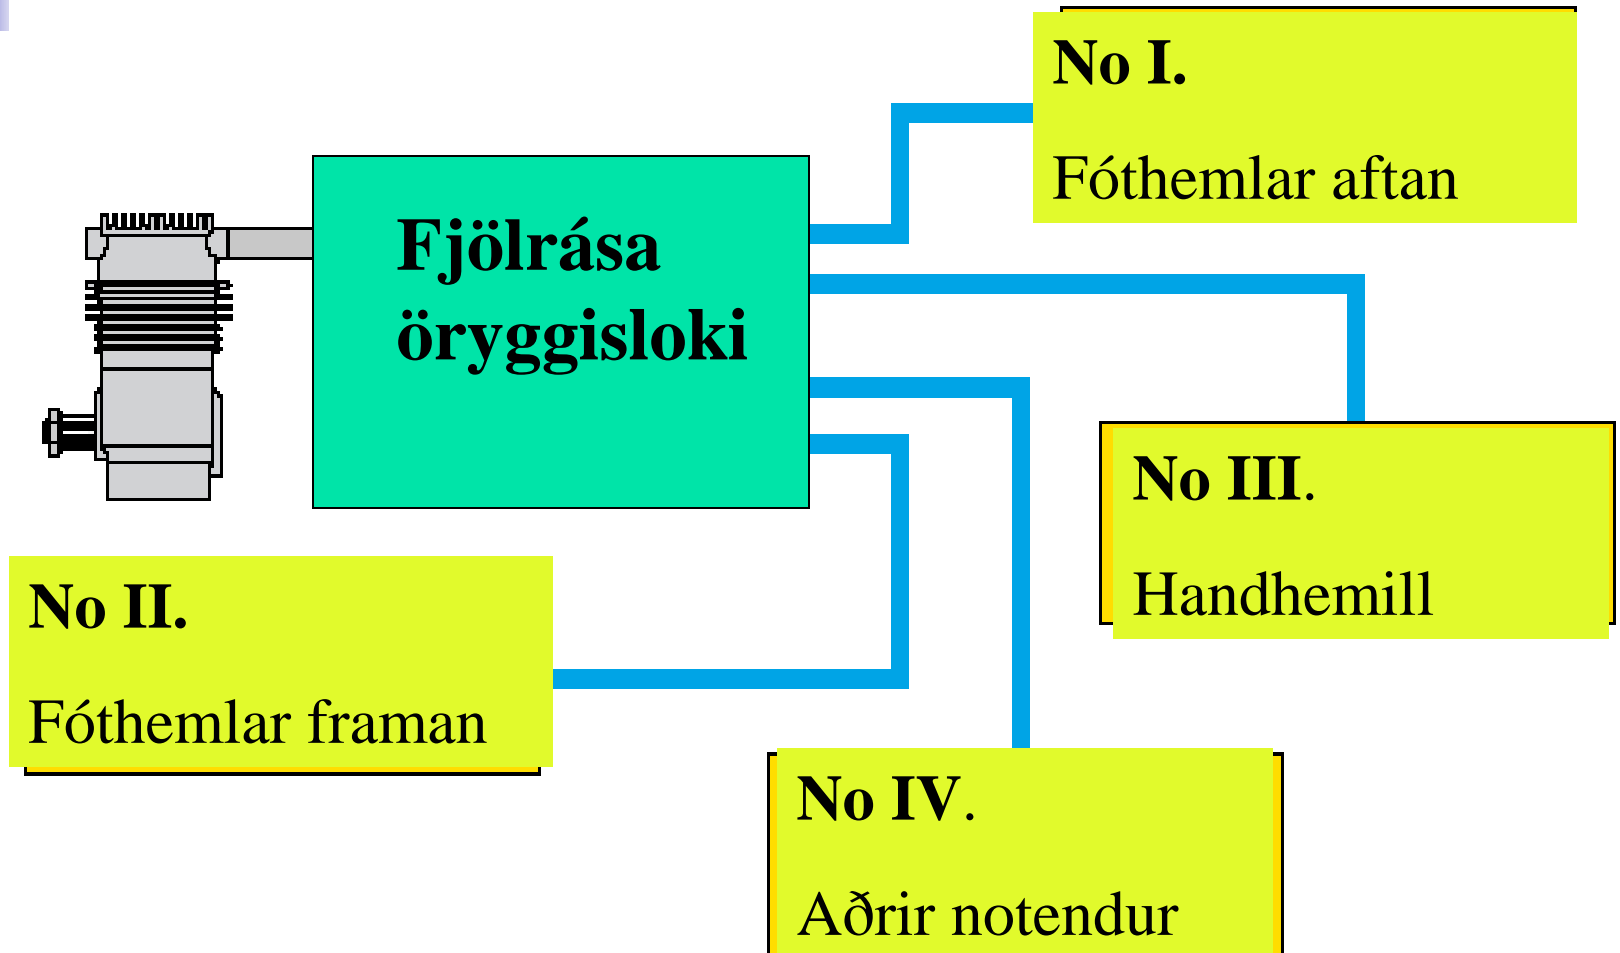 No I.
Fóthemlar aftan
Fjölrása
öryggisloki
No III.
Handhemill
No II.
Fóthemlar framan
No IV.
Aðrir notendur